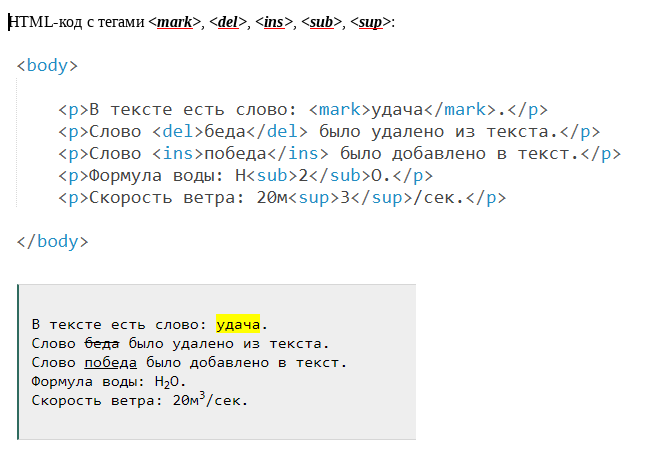 HTML-код с тегами <mark>, <del>, <ins>, <sub>, <sup>:
<body>
<p>В тексте есть слово: <mark>удача</mark>.</p>
<p>Слово <del>беда</del> было удалено из текста.</p>
<p>Слово <ins>победа</ins> было добавлено в текст.</p>
<p>Формула воды: H<sub>2</sub>O.</p>
<p>Скорость ветра: 20м<sup>3</sup>/сек.</p>
</body>
В тексте есть слово: удача.
Слово беда было удалено из текста.
Слово победа было добавлено в текст.
Формула воды: H₂O.
Скорость ветра: 20м³/сек.